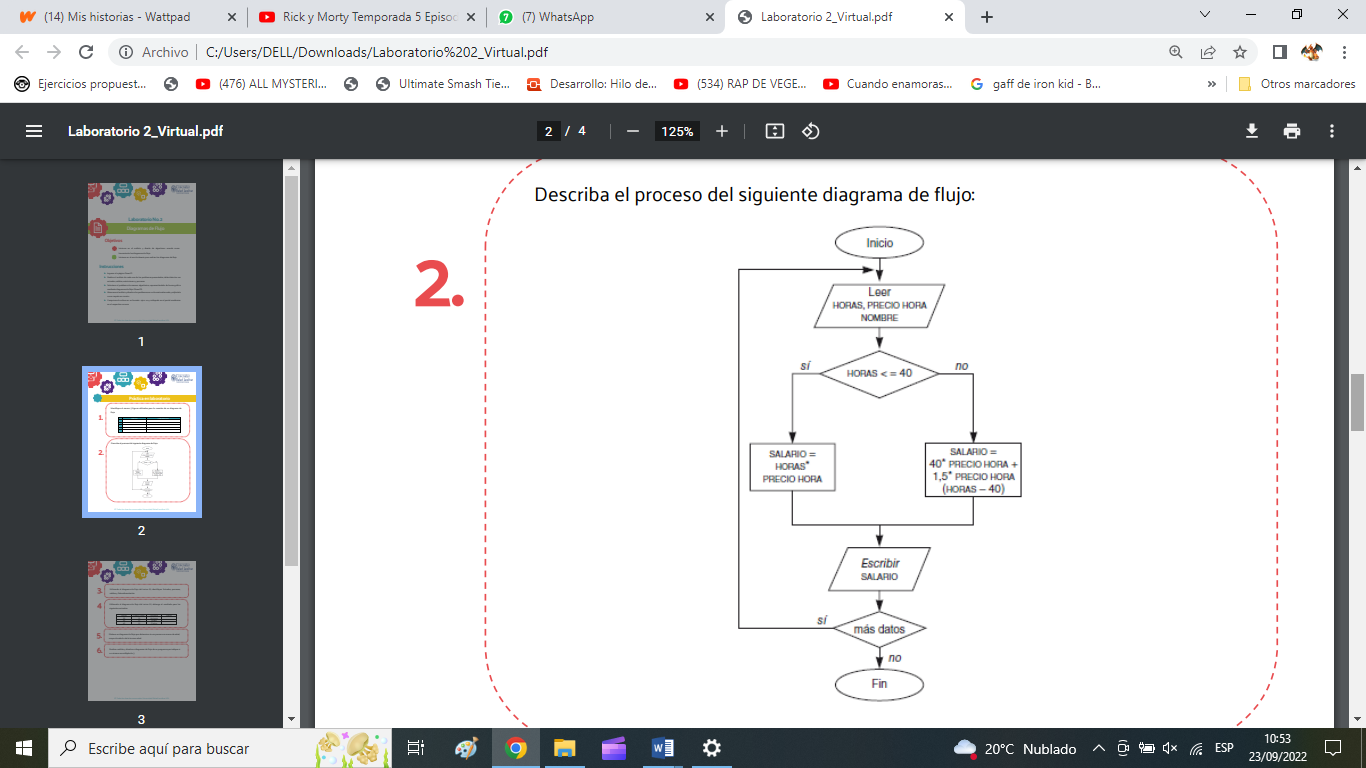 (14) Mis historias - Wattpad
Rick y Morty Temporada 5 Episod
(7) WhatsApp
Laboratorio 2_Virtual.pdf
Archivo
C:/Users/DELL/Downloads/Laboratorio%202_Virtual.pdf
Ejercicios propuest...
(476) ALL MYSTERI...
Ultimate Smash Tie...
Desarrollo: Hilo de...
(534) RAP DE VEGE...
Cuando enamoras...
gaff de iron kid - B...
»
Otros marcadores
Laboratorio 2_Virtual.pdf
2 / 4
125%
1
2
3
Describa el proceso del siguiente diagrama de flujo:
2.
Inicio
Leer
HORAS, PRECIO HORA
NOMBRE
sí
HORAS < = 40
no
SALARIO =
HORAS*
PRECIO HORA
SALARIO =
40* PRECIO HORA +
1,5* PRECIO HORA
(HORAS – 40)
Escribir
SALARIO
sí
más datos
no
Fin
Escribe aquí para buscar
20°C Nublado
ESP
10:53
23/09/2022